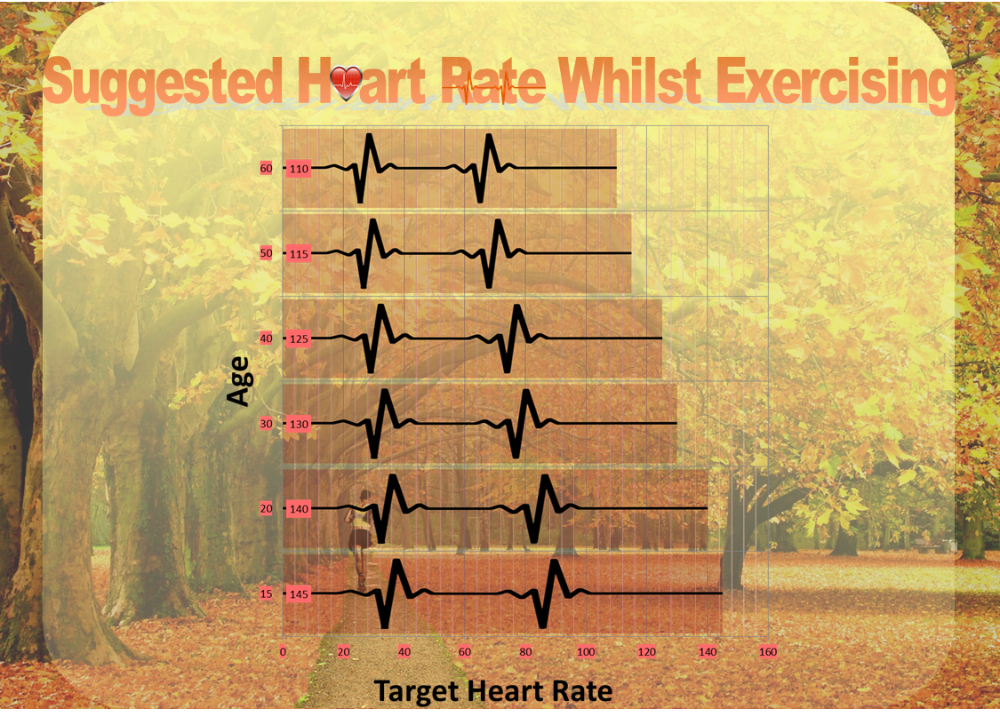 Suggested Heart Rate Whilst Exercising
60 110
50 115
40 125
30 130
20 140
15 145
Age
0 20 40 60 80 100 120 140 160
Target Heart Rate